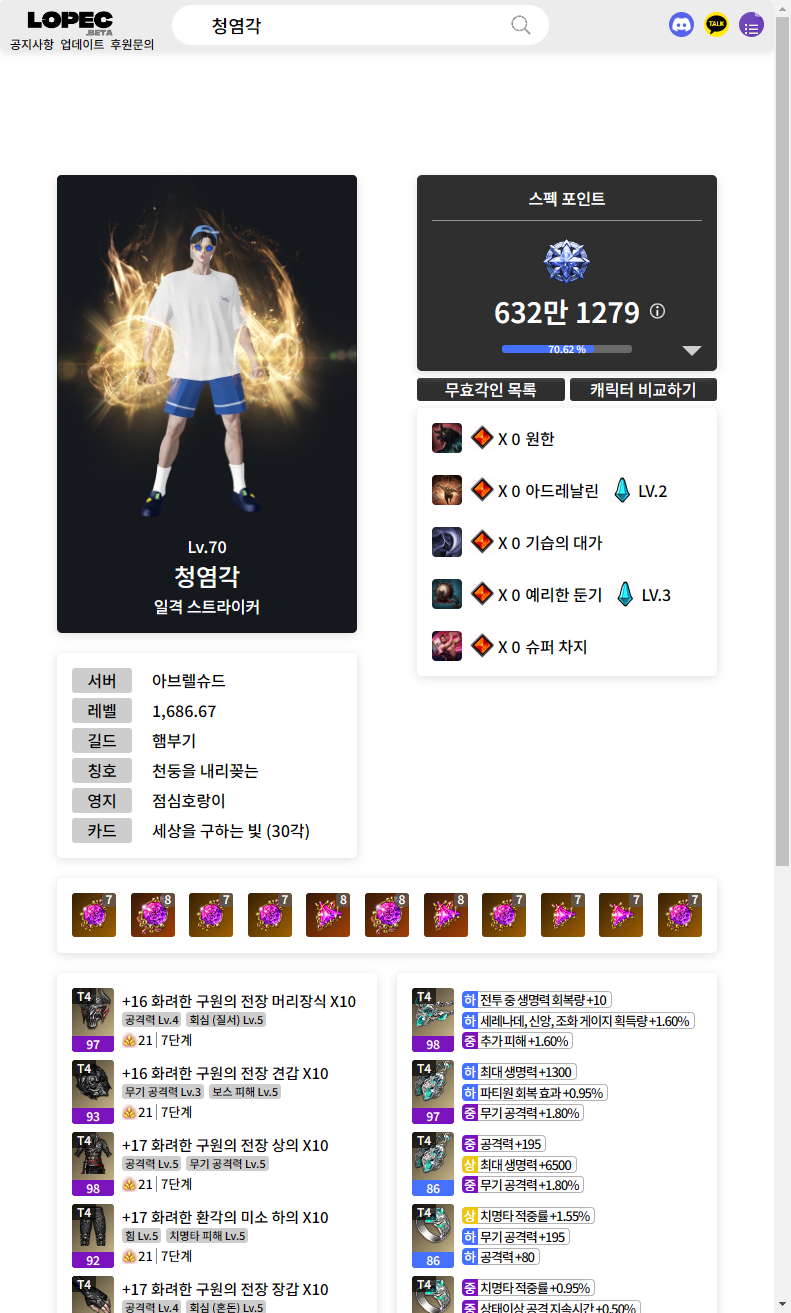 LOPEC
.BETA
공지사항 업데이트 후원문의
청염각
TALK
Lv.70
청염각
일격 스트라이커
스펙 포인트
632만 1279
70.62 %
무효각인 목록
캐릭터 비교하기
X 0 원한
X 0 아드레날린 LV.2
X 0 기습의 대가
X 0 예리한 둔기 LV.3
X 0 슈퍼 차지
서버 아브렐슈드
레벨 1,686.67
길드 햄부기
칭호 천둥을 내리꽂는
영지 점심호랑이
카드 세상을 구하는 빛 (30각)
7 8 7 7 8 8 8 7 7 7 7
T4
97
+16 화려한 구원의 전장 머리장식 X10
공격력 Lv.4 회심 (질서) Lv.5
21 | 7단계
T4
93
+16 화려한 구원의 전장 견갑 X10
무기 공격력 Lv.3 보스 피해 Lv.5
21 | 7단계
T4
98
+17 화려한 구원의 전장 상의 X10
공격력 Lv.5 무기 공격력 Lv.5
21 | 7단계
T4
92
+17 화려한 환각의 미소 하의 X10
힘 Lv.5 치명타 피해 Lv.5
21 | 7단계
T4
+17 화려한 구원의 전장 장갑 X10
공격력 Lv.4 회심 (혼돈) Lv.5
T4
98
하 전투 중 생명력 회복량 +10
하 세레나데, 신앙, 조화 게이지 획득량 +1.60%
중 추가 피해 +1.60%
T4
97
하 최대 생명력 +1300
하 파티원 회복 효과 +0.95%
중 무기 공격력 +1.80%
T4
86
중 공격력 +195
상 최대 생명력 +6500
중 무기 공격력 +1.80%
T4
86
상 치명타 적중률 +1.55%
하 무기 공격력 +195
하 공격력 +80
T4
중 치명타 적중률 +0.95%
중 상태이상 공격 지속시간 +0.50%